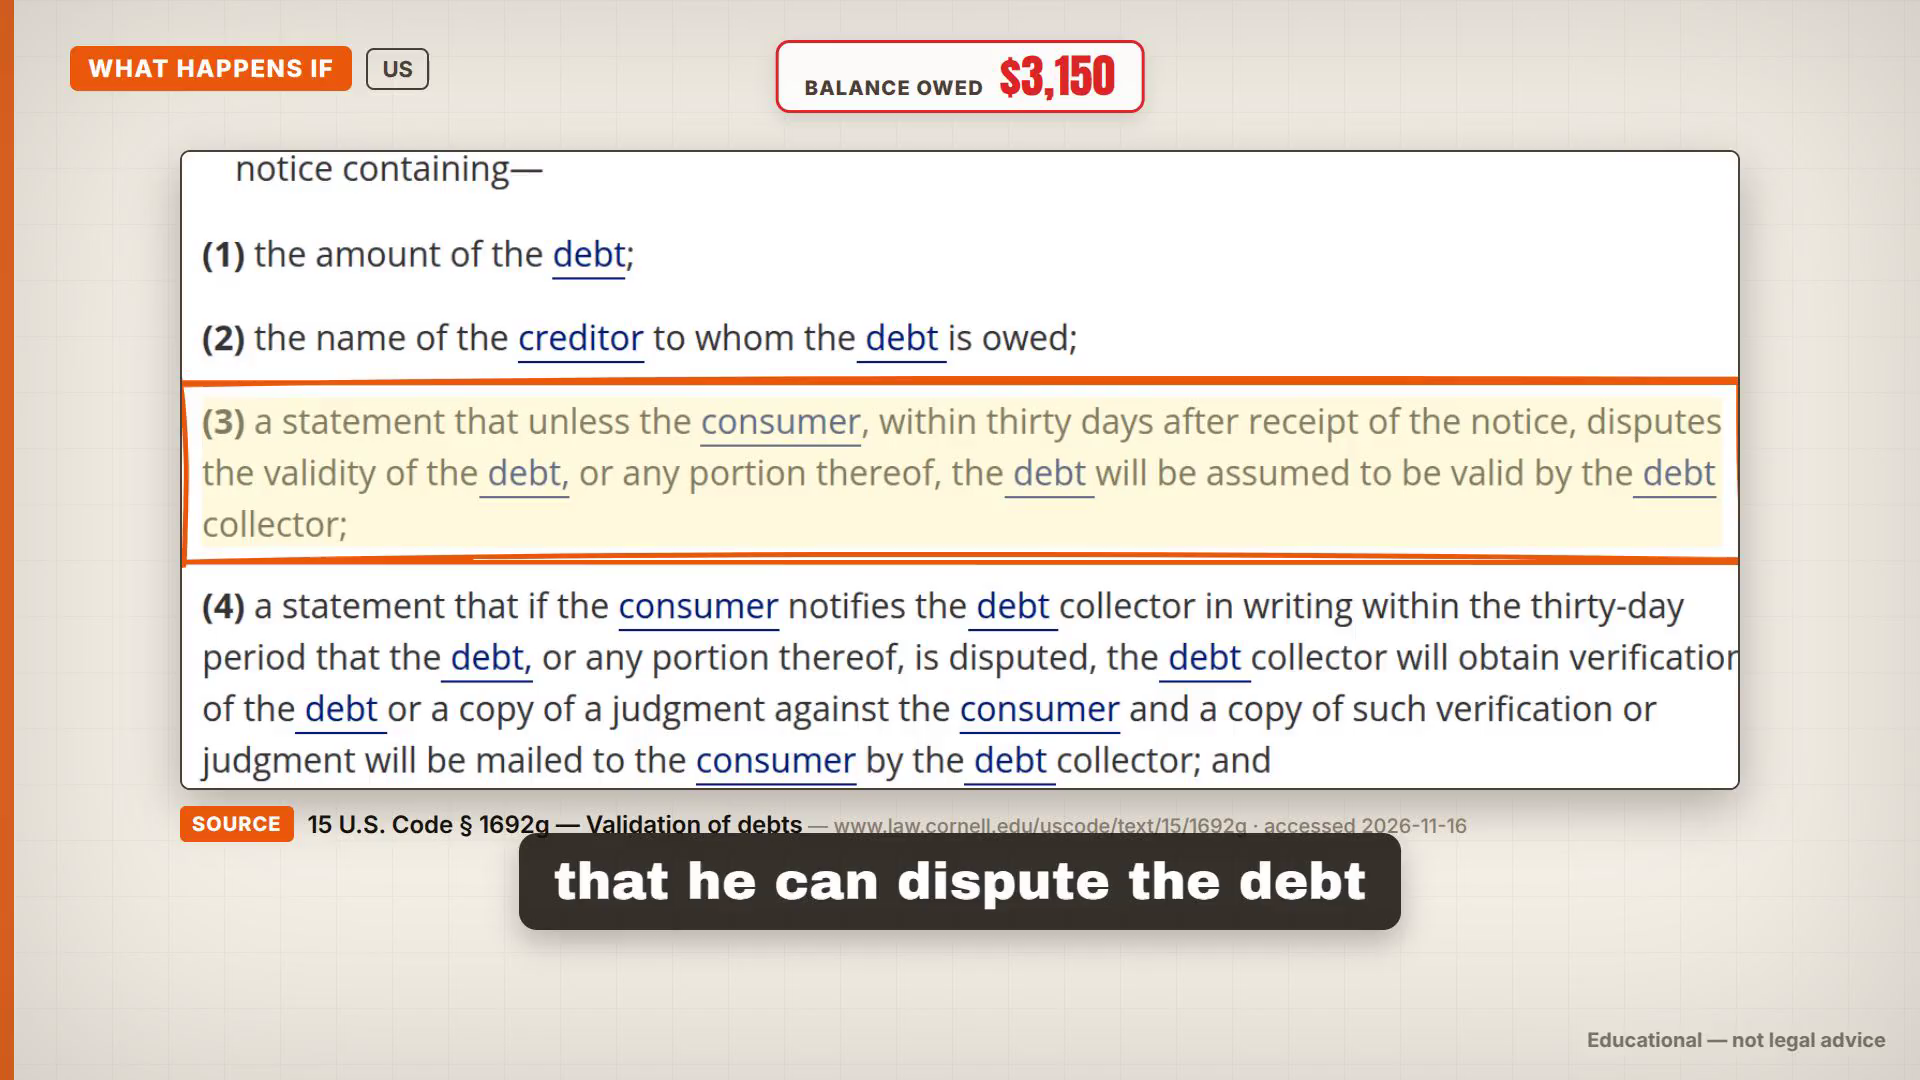 WHAT HAPPENS IF
US
BALANCE OWED $3,150
notice containing—
(1) the amount of the debt;
(2) the name of the creditor to whom the debt is owed;
(3) a statement that unless the consumer, within thirty days after receipt of the notice, disputes
the validity of the debt, or any portion thereof, the debt will be assumed to be valid by the debt
collector;
(4) a statement that if the consumer notifies the debt collector in writing within the thirty-day
period that the debt, or any portion thereof, is disputed, the debt collector will obtain verification
of the debt or a copy of a judgment against the consumer and a copy of such verification or
judgment will be mailed to the consumer by the debt collector; and
SOURCE 15 U.S. Code § 1692g — Validation of debts — www.law.cornell.edu/uscode/text/15/1692g · accessed 2026-11-16
that he can dispute the debt
Educational — not legal advice